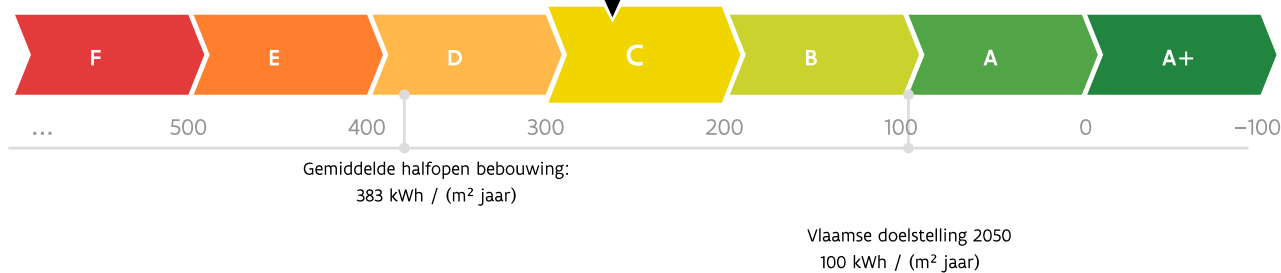 F E D C B A A+
... 500 400 300 200 100 0 −100
Gemiddelde halfopen bebouwing:
383 kWh / (m² jaar)
Vlaamse doelstelling 2050
100 kWh / (m² jaar)